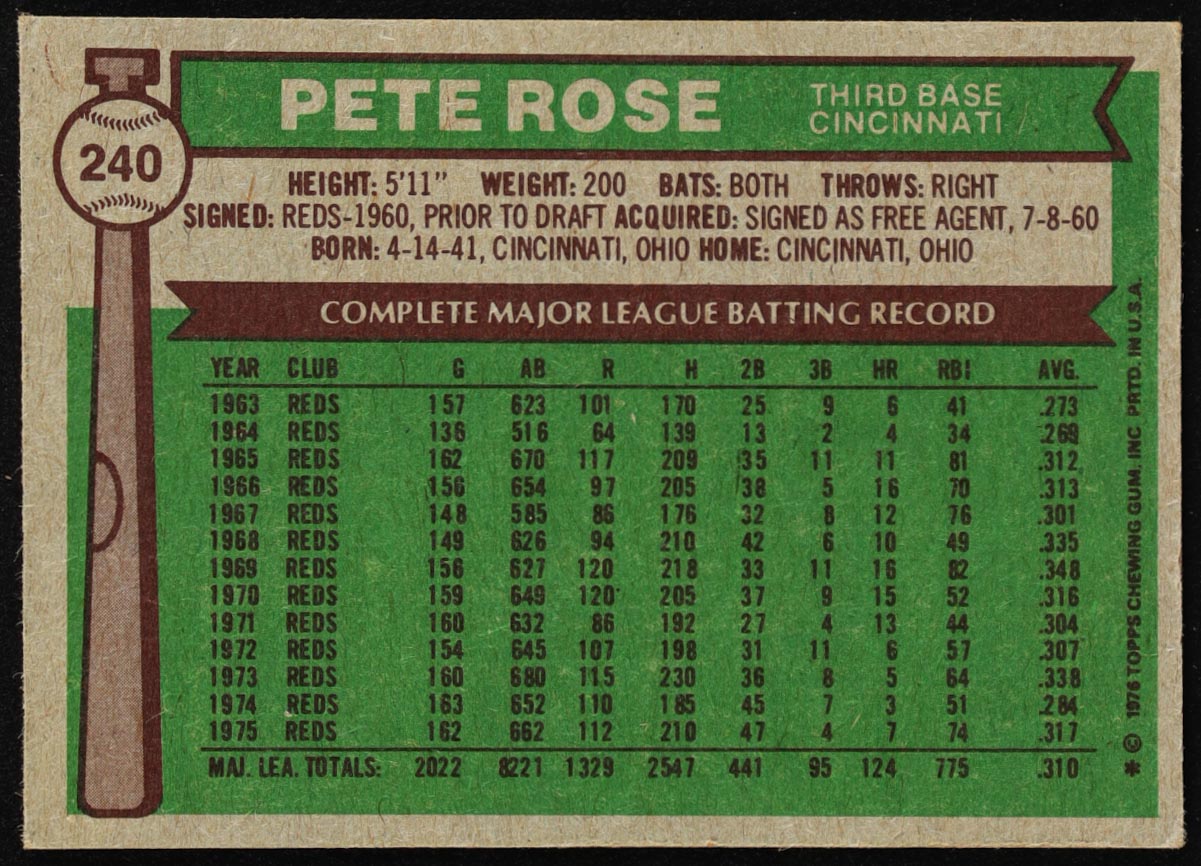 T
240
PETE ROSE
THIRD BASE
CINCINNATI
HEIGHT: 5'11" WEIGHT: 200 BATS: BOTH THROWS: RIGHT
SIGNED: REDS-1960, PRIOR TO DRAFT ACQUIRED: SIGNED AS FREE AGENT, 7-8-60
BORN: 4-14-41, CINCINNATI, OHIO HOME: CINCINNATI, OHIO
COMPLETE MAJOR LEAGUE BATTING RECORD
YEAR CLUB G AB R H 2B 3B HR RBI AVG.
1963 REDS 157 623 101 170 25 9 6 41 .273
1964 REDS 136 516 64 139 13 2 4 34 .269
1965 REDS 162 670 117 209 35 11 11 81 .312
1966 REDS 156 654 97 205 38 5 16 70 .313
1967 REDS 148 585 86 176 32 8 12 76 .301
1968 REDS 149 626 94 210 42 6 10 49 .335
1969 REDS 156 627 120 218 33 11 16 82 .348
1970 REDS 159 649 120 205 37 9 15 52 .316
1971 REDS 160 632 86 192 27 4 13 44 .304
1972 REDS 154 645 107 198 31 11 6 57 .307
1973 REDS 160 680 115 230 36 8 5 64 .338
1974 REDS 163 652 110 185 45 7 3 51 .284
1975 REDS 162 662 112 210 47 4 7 74 .317
MAJ. LEA. TOTALS: 2022 8221 1329 2547 441 95 124 775 .310
* © 1976 TOPPS CHEWING GUM, INC PRTD. IN U.S.A.